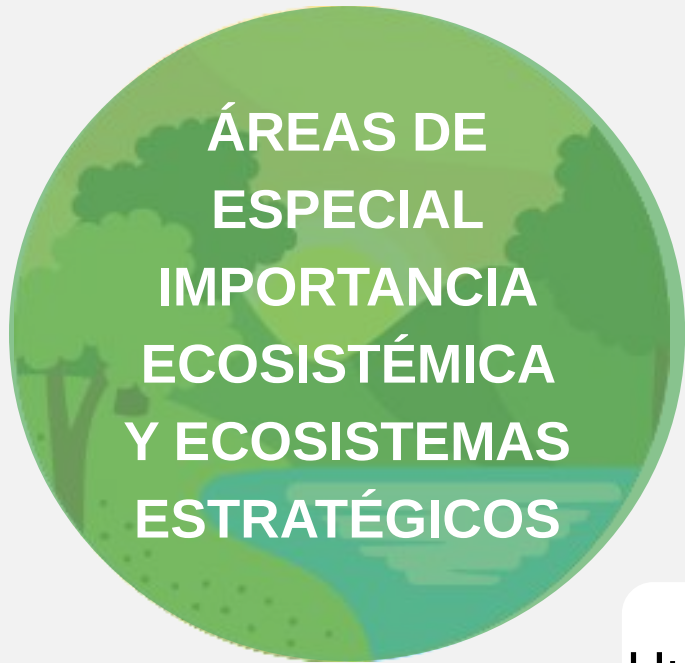 ÁREAS DE
ESPECIAL
IMPORTANCIA
ECOSISTÉMICA
Y ECOSISTEMAS
ESTRATÉGICOS